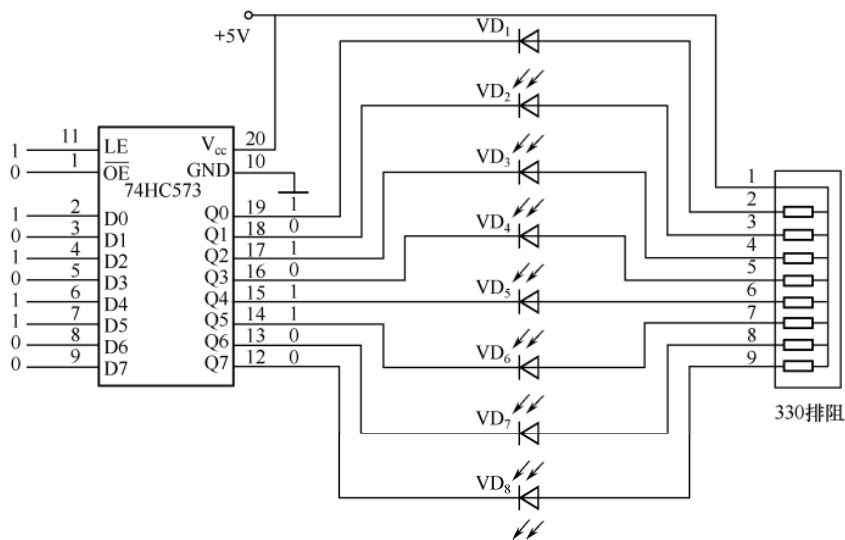 +5V
VD₁
VD₂
VD₃
VD₄
VD₅
VD₆
VD₇
VD₈
1 11 LE
0 1 OE
74HC573
1 2 D0
0 3 D1
1 4 D2
0 5 D3
1 6 D4
1 7 D5
0 8 D6
0 9 D7
Vcc 20
GND 10
Q0 19 1
Q1 18 0
Q2 17 1
Q3 16 0
Q4 15 1
Q5 14 1
Q6 13 0
Q7 12 0
1
2
3
4
5
6
7
8
9
330排阻